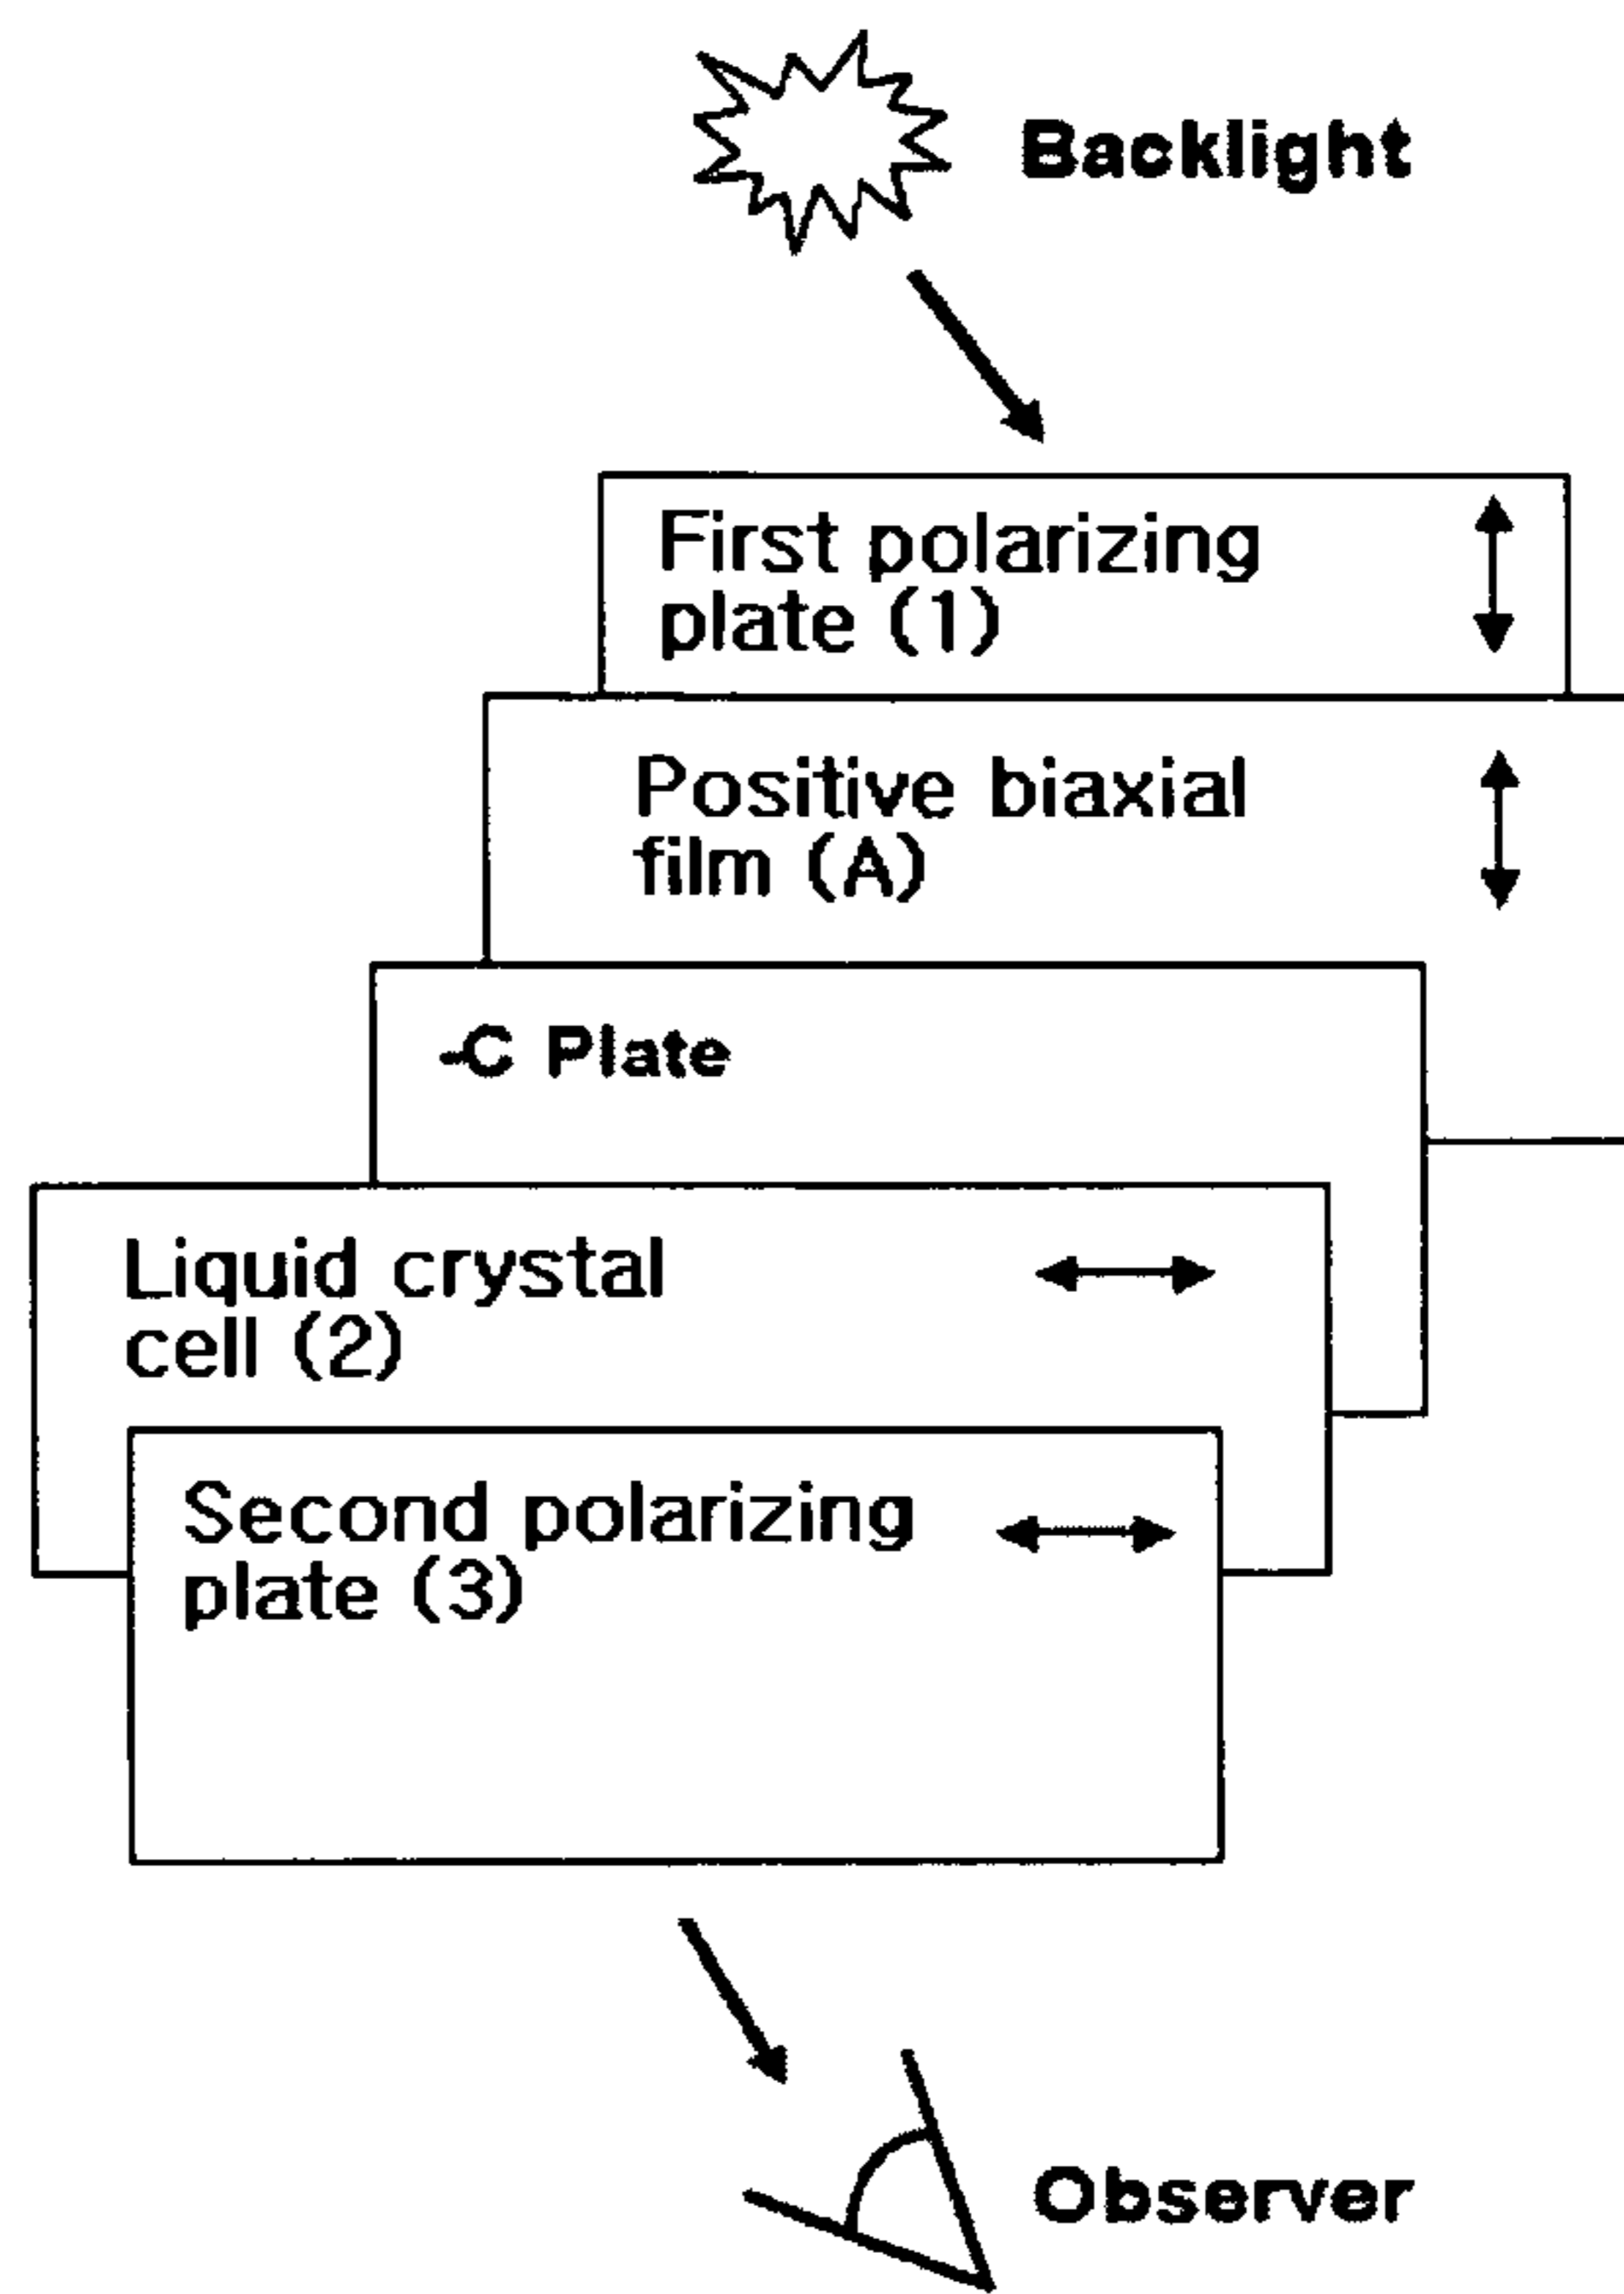 Backlight
First polarizing
plate (1)
Positive biaxial
film (A)
-C Plate
Liquid crystal
cell (2)
Second polarizing
plate (3)
Observer